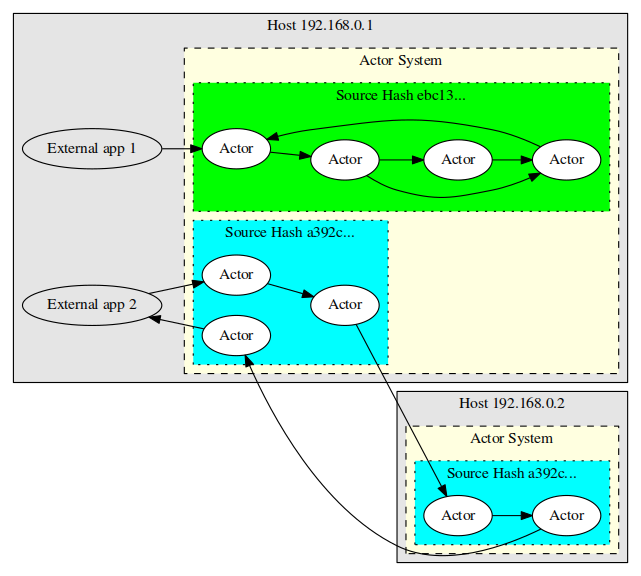 Host 192.168.0.1
Actor System
Source Hash ebc13...
External app 1
Actor
Actor
Actor
Actor
Source Hash a392c...
Actor
External app 2
Actor
Actor
Host 192.168.0.2
Actor System
Source Hash a392c...
Actor
Actor